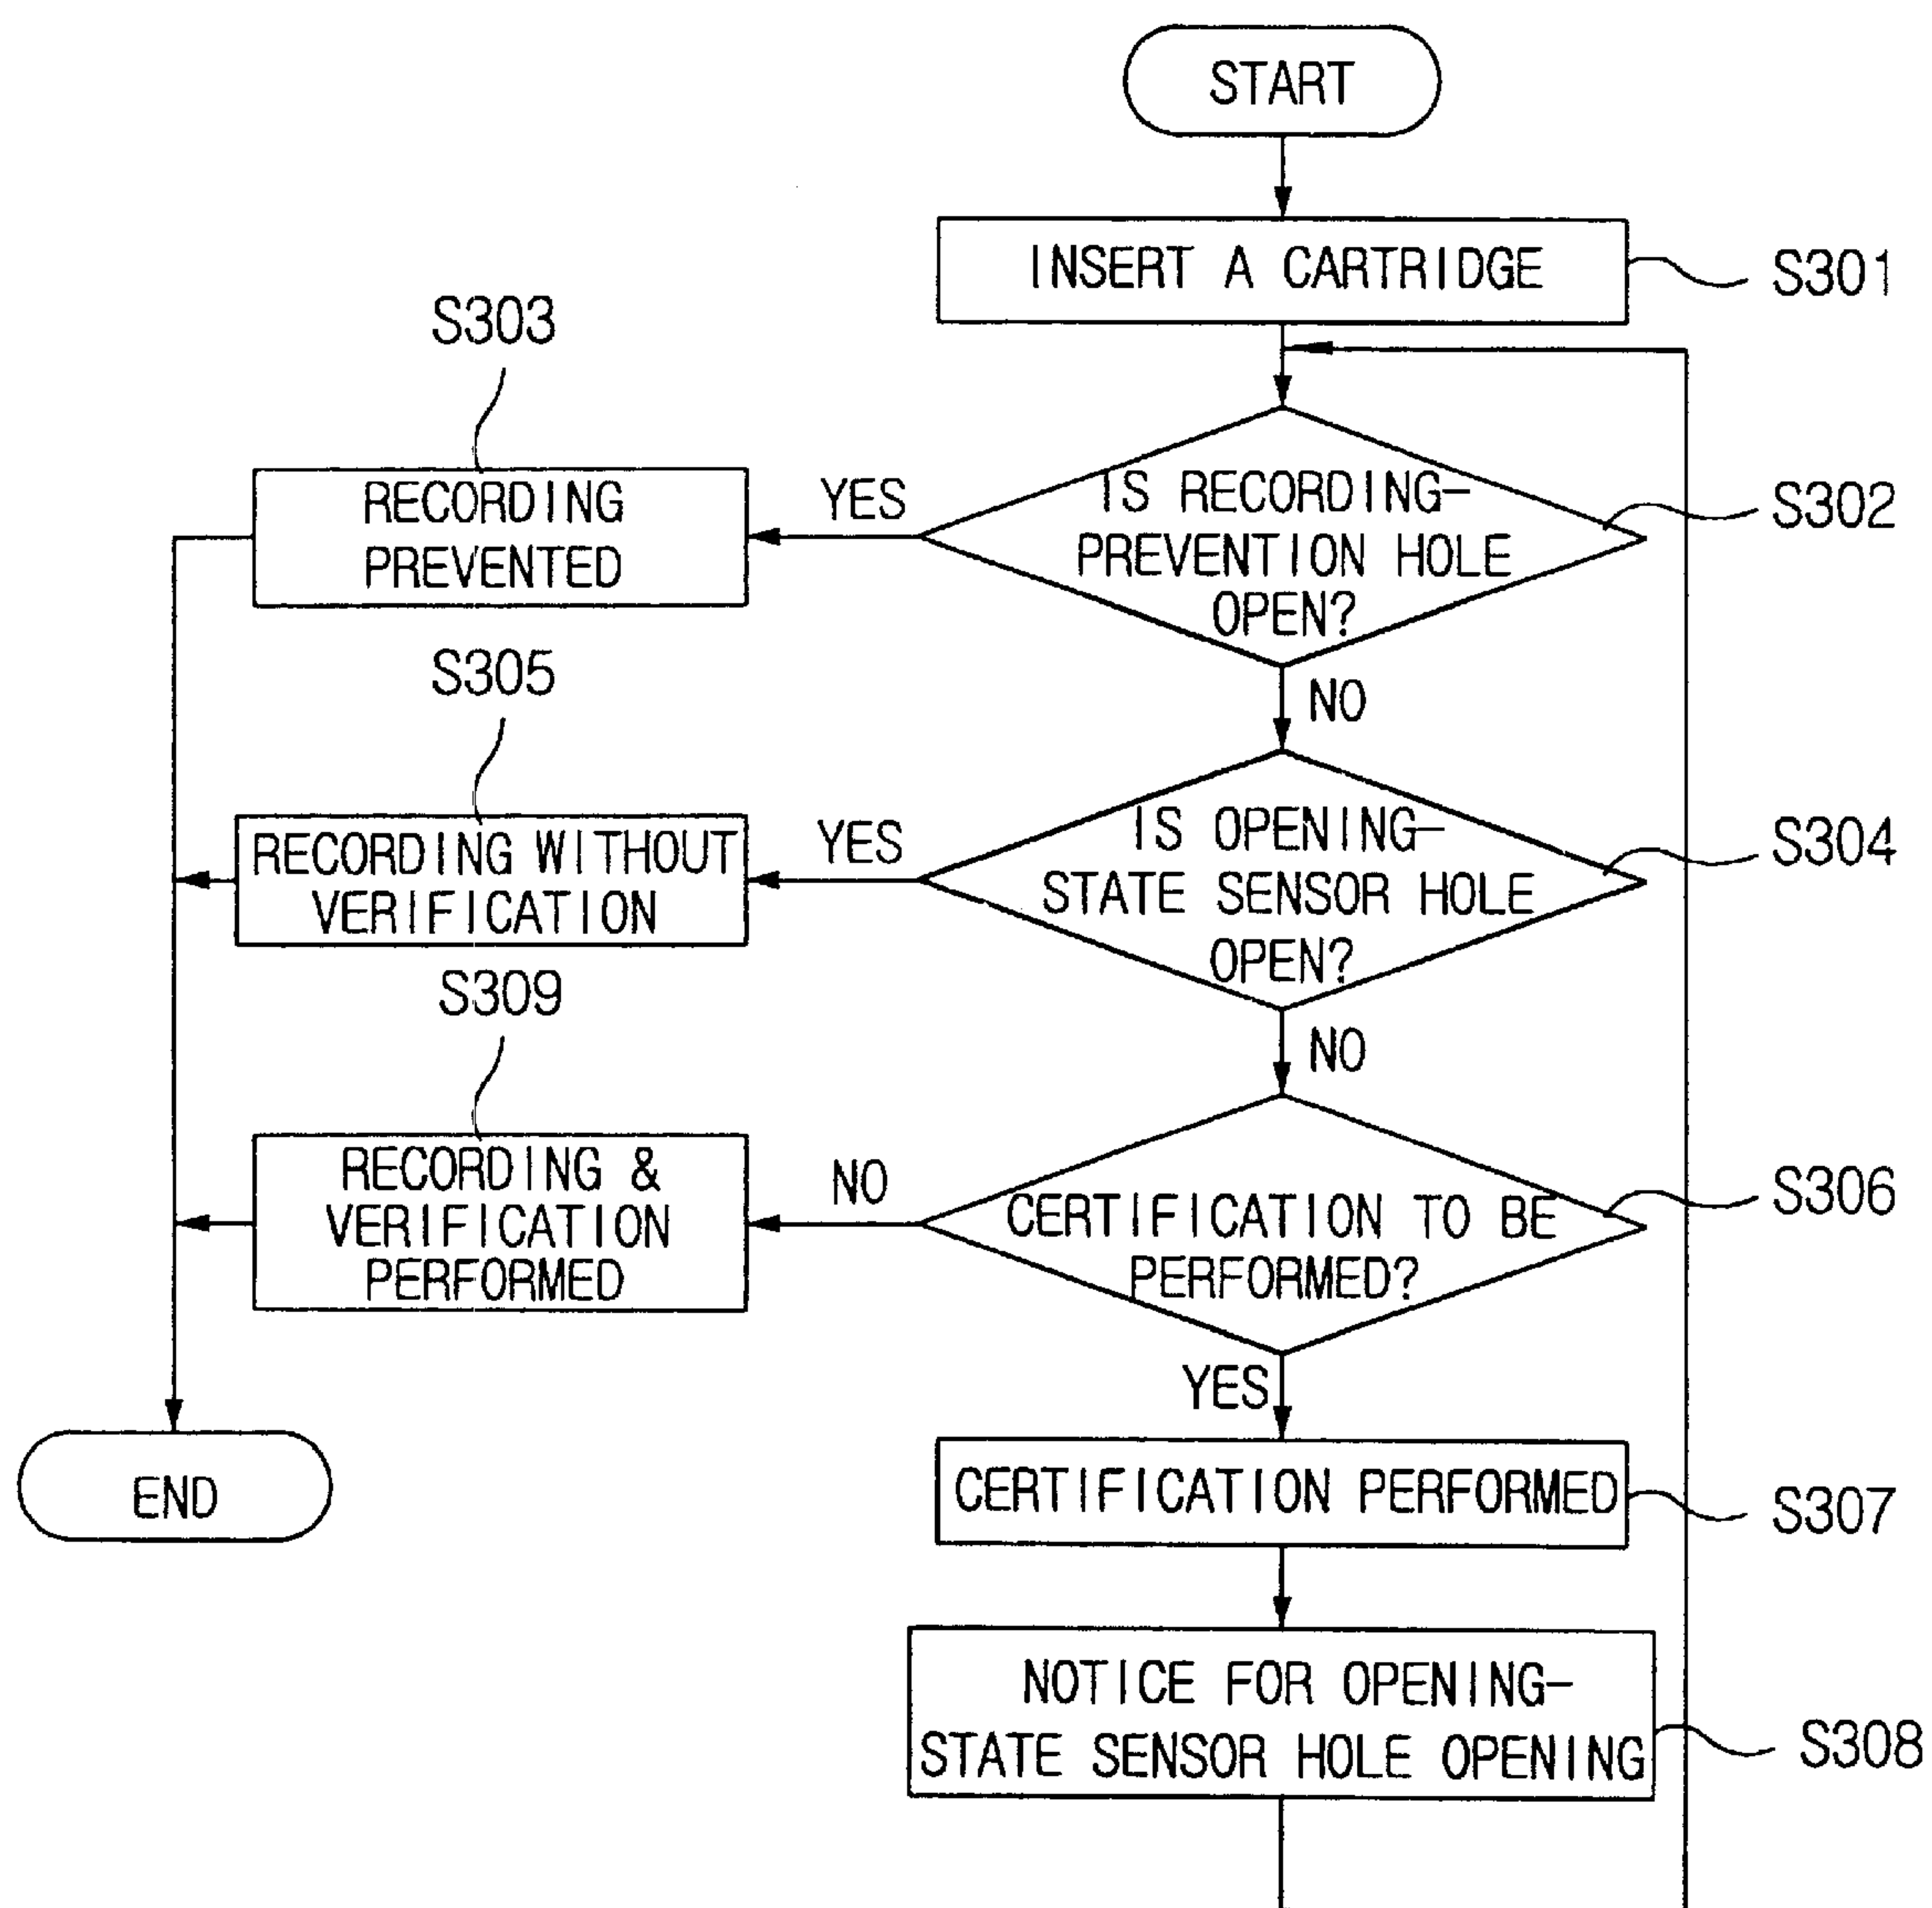 START
INSERT A CARTRIDGE
S301
S303
RECORDING
PREVENTED
YES
IS RECORDING-
PREVENTION HOLE
OPEN?
S302
NO
S305
RECORDING WITHOUT
VERIFICATION
YES
IS OPENING-
STATE SENSOR HOLE
OPEN?
S304
NO
S309
RECORDING &
VERIFICATION
PERFORMED
NO
CERTIFICATION TO BE
PERFORMED?
S306
YES
END
CERTIFICATION PERFORMED
S307
NOTICE FOR OPENING-
STATE SENSOR HOLE OPENING
S308